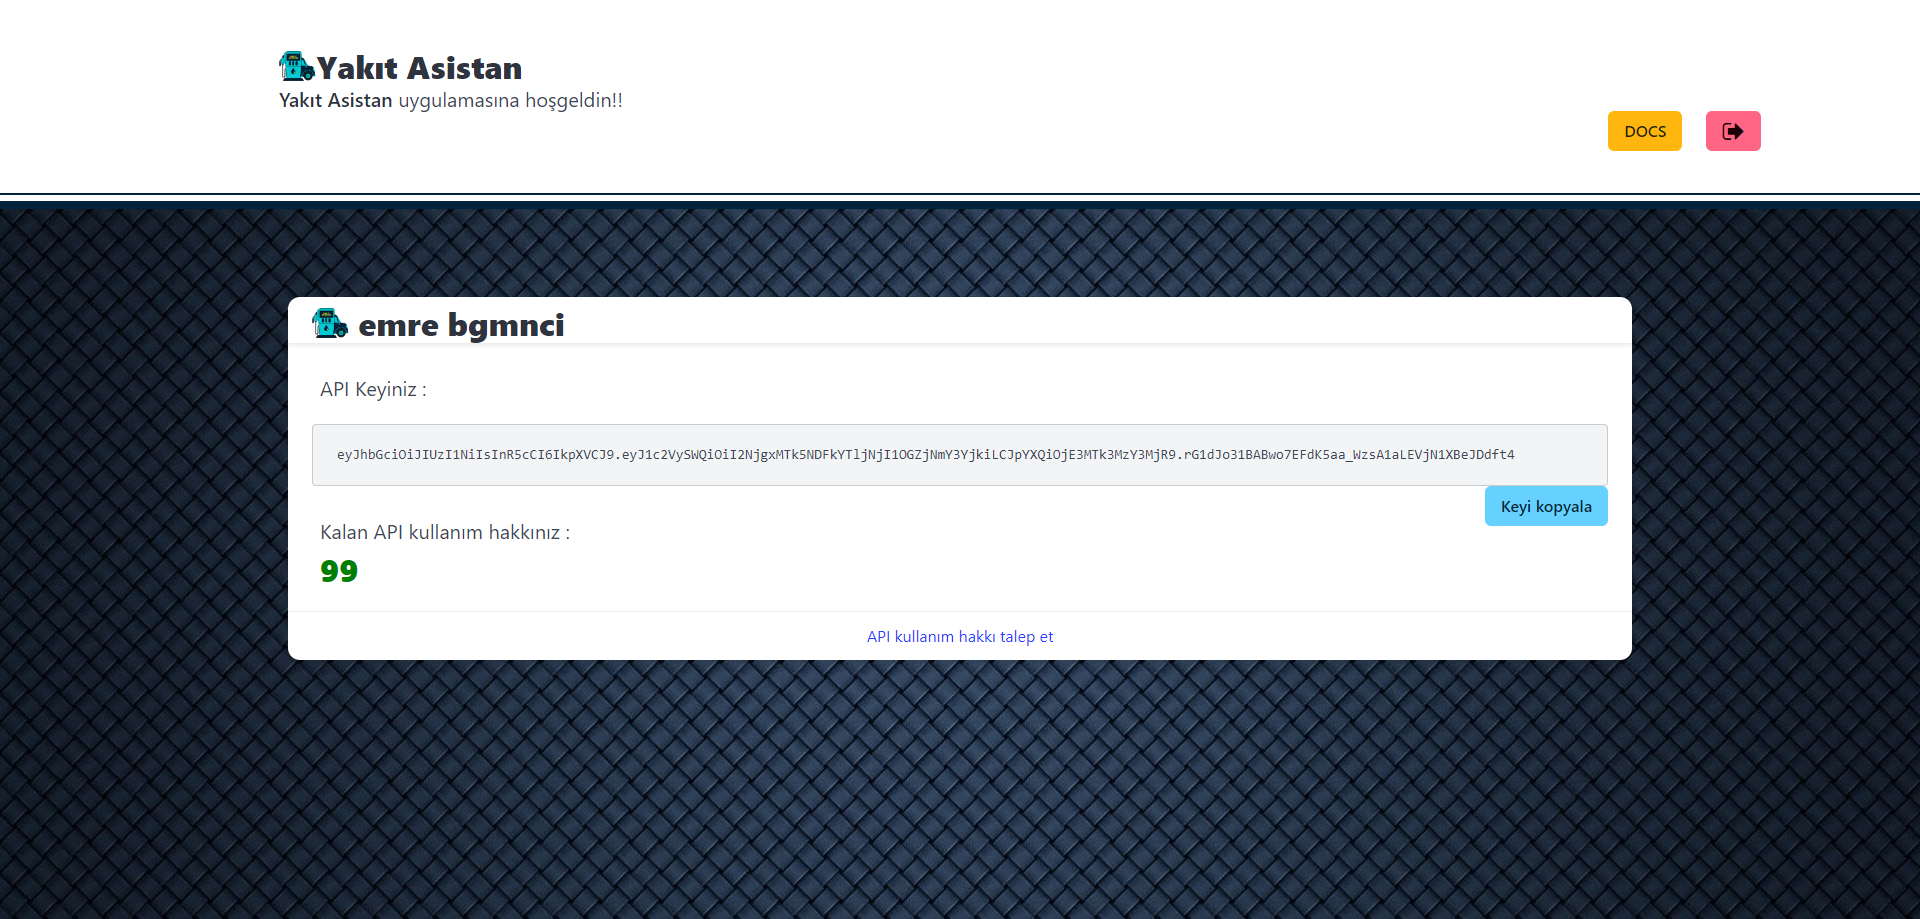 Yakıt Asistan
Yakıt Asistan uygulamasına hoşgeldin!!
DOCS
emre bgmnci
API Keyiniz :
eyJhbGciOiJIUzI1NiIsInR5cCI6IkpXVCJ9.eyJ1c2VySWQiOiI2NjgxMTk5NDFkYTljNjI1OGZjNmY3YjkiLCJpYXQiOjE3MTk3MzY3MjR9.rG1dJo31BABwo7EFdK5aa_WzsA1aLEVjN1XBeJDdft4
Keyi kopyala
Kalan API kullanım hakkınız :
99
API kullanım hakkı talep et